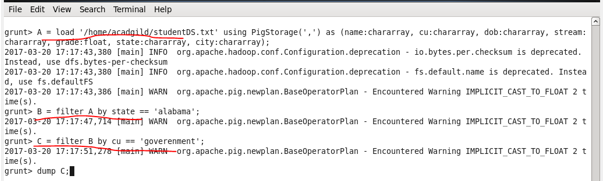 File Edit View Search Terminal Help
grunt> A = load '/home/acadgild/studentDS.txt' using PigStorage(',') as (name:chararray, cu:chararray, dob:chararray, stream:
chararray, grade:float, state:chararray, city:chararray);
2017-03-20 17:17:43,380 [main] INFO  org.apache.hadoop.conf.Configuration.deprecation - io.bytes.per.checksum is deprecated.
Instead, use dfs.bytes-per-checksum
2017-03-20 17:17:43,380 [main] INFO  org.apache.hadoop.conf.Configuration.deprecation - fs.default.name is deprecated. Instea
d, use fs.defaultFS
2017-03-20 17:17:43,386 [main] WARN  org.apache.pig.newplan.BaseOperatorPlan - Encountered Warning IMPLICIT_CAST_TO_FLOAT 2 t
ime(s).
grunt> B = filter A by state == 'alabama';
2017-03-20 17:17:47,714 [main] WARN  org.apache.pig.newplan.BaseOperatorPlan - Encountered Warning IMPLICIT_CAST_TO_FLOAT 2 t
ime(s).
grunt> C = filter B by cu == 'goverenment';
2017-03-20 17:17:51,278 [main] WARN  org.apache.pig.newplan.BaseOperatorPlan - Encountered Warning IMPLICIT_CAST_TO_FLOAT 2 t
ime(s).
grunt> dump C;